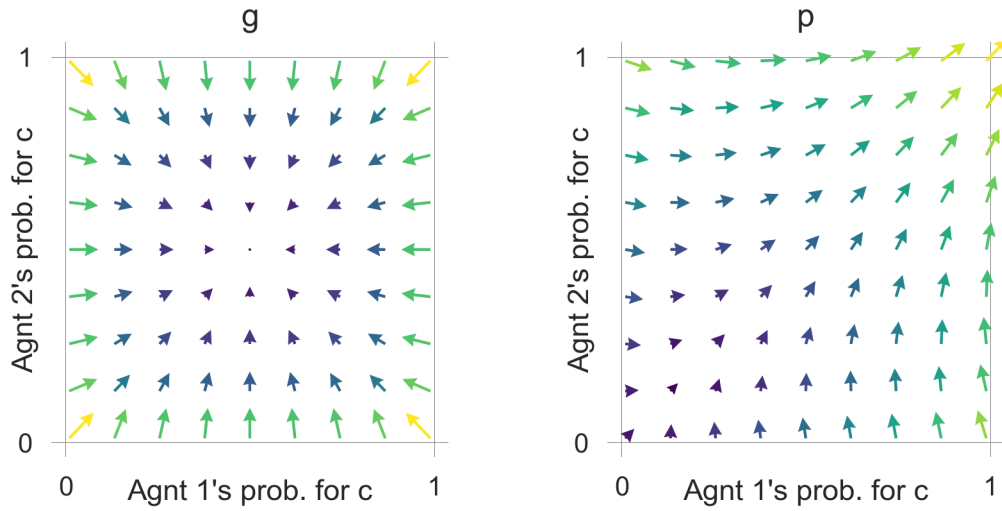 g
p
1
Agnt 2's prob. for c
0
0
Agnt 1's prob. for c
1
1
Agnt 2's prob. for c
0
0
Agnt 1's prob. for c
1